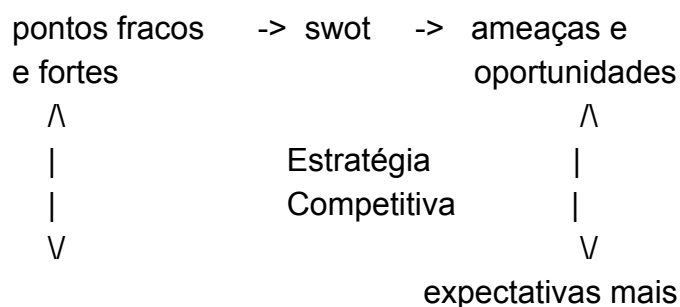 pontos fracos -> swot -> ameaças e
e fortes oportunidades
/\ /\
| Estratégia |
| Competitiva |
\/ \/
expectativas mais